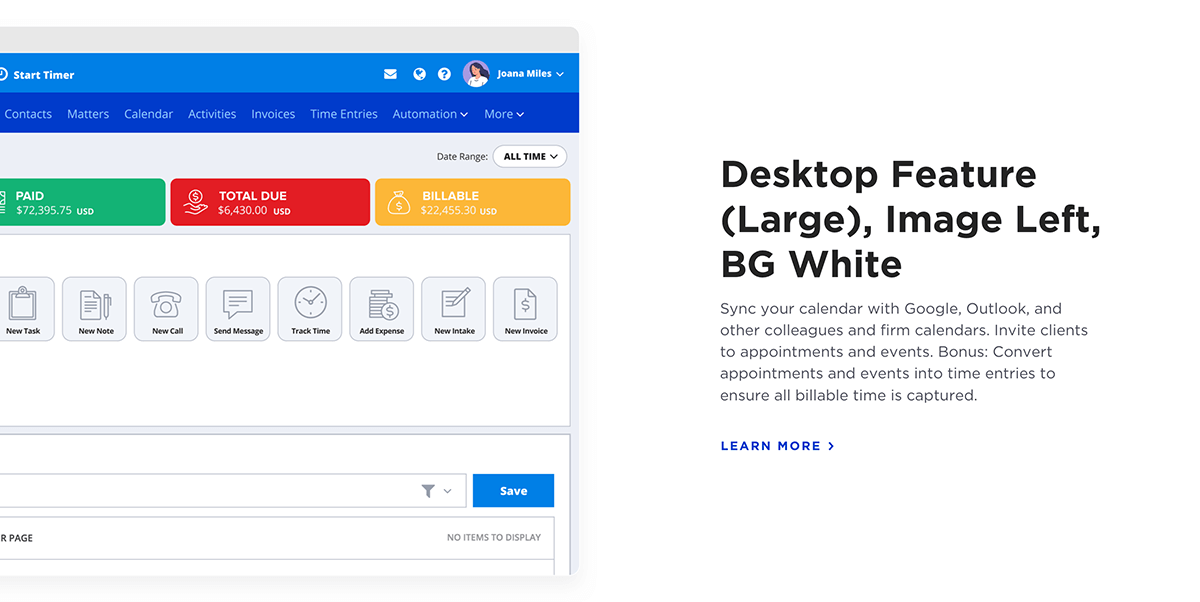 Start Timer
Joana Miles
Contacts Matters Calendar Activities Invoices Time Entries Automation More
Date Range: ALL TIME
PAID
$72,395.75 USD
TOTAL DUE
$6,430.00 USD
BILLABLE
$22,455.30 USD
New Task
New Note
New Call
Send Message
Track Time
Add Expense
New Intake
New Invoice
Save
R PAGE
NO ITEMS TO DISPLAY
Desktop Feature
(Large), Image Left,
BG White
Sync your calendar with Google, Outlook, and
other colleagues and firm calendars. Invite clients
to appointments and events. Bonus: Convert
appointments and events into time entries to
ensure all billable time is captured.
LEARN MORE >